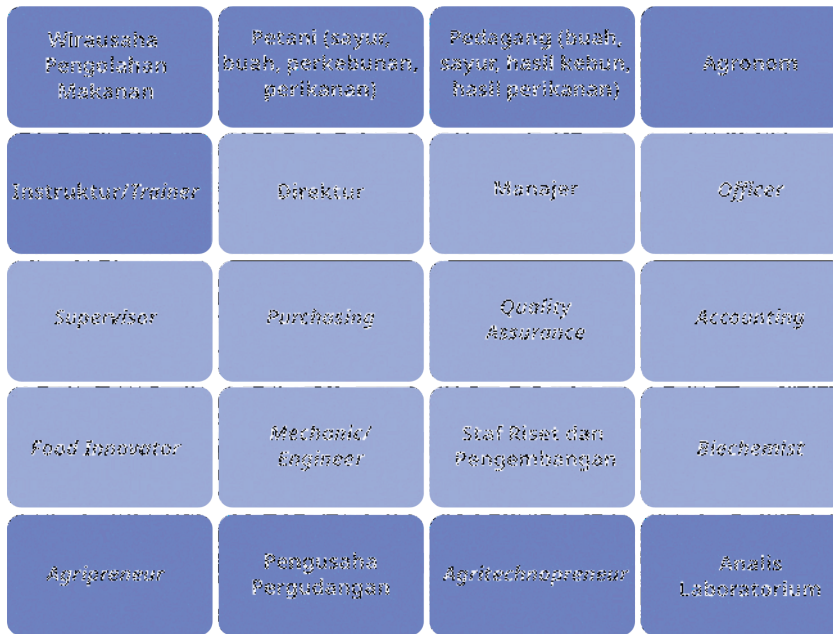 Wirausaha
Pengolahan
Makanan
Petani (sayur,
buah, perkebunan,
perikanan)
Pedagang (buah,
sayur, hasil kebun,
hasil perikanan)
Agronom
Instruktur/Trainer
Direktur
Manajer
Officer
Supervisor
Purchasing
Quality
Assurance
Accounting
Food Innovator
Mechanic/
Engineer
Staf Riset dan
Pengembangan
Biochemist
Agripreneur
Pengusaha
Pergudangan
Agritechnopreneur
Analis
Laboratorium